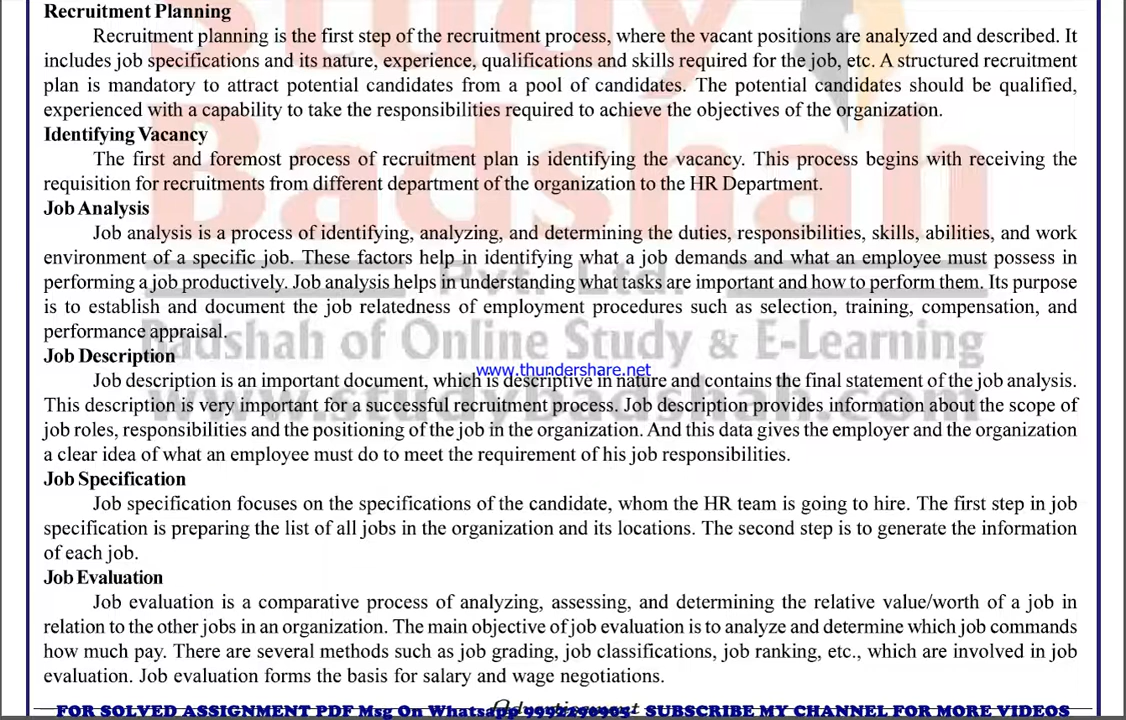 Recruitment Planning
Recruitment planning is the first step of the recruitment process, where the vacant positions are analyzed and described. It
includes job specifications and its nature, experience, qualifications and skills required for the job, etc. A structured recruitment
plan is mandatory to attract potential candidates from a pool of candidates. The potential candidates should be qualified,
experienced with a capability to take the responsibilities required to achieve the objectives of the organization.
Identifying Vacancy
The first and foremost process of recruitment plan is identifying the vacancy. This process begins with receiving the
requisition for recruitments from different department of the organization to the HR Department.
Job Analysis
Job analysis is a process of identifying, analyzing, and determining the duties, responsibilities, skills, abilities, and work
environment of a specific job. These factors help in identifying what a job demands and what an employee must possess in
performing a job productively. Job analysis helps in understanding what tasks are important and how to perform them. Its purpose
is to establish and document the job relatedness of employment procedures such as selection, training, compensation, and
performance appraisal.
Job Description
www.thundershare.net
Job description is an important document, which is descriptive in nature and contains the final statement of the job analysis.
This description is very important for a successful recruitment process. Job description provides information about the scope of
job roles, responsibilities and the positioning of the job in the organization. And this data gives the employer and the organization
a clear idea of what an employee must do to meet the requirement of his job responsibilities.
Job Specification
Job specification focuses on the specifications of the candidate, whom the HR team is going to hire. The first step in job
specification is preparing the list of all jobs in the organization and its locations. The second step is to generate the information
of each job.
Job Evaluation
Job evaluation is a comparative process of analyzing, assessing, and determining the relative value/worth of a job in
relation to the other jobs in an organization. The main objective of job evaluation is to analyze and determine which job commands
how much pay. There are several methods such as job grading, job classifications, job ranking, etc., which are involved in job
evaluation. Job evaluation forms the basis for salary and wage negotiations.
Advertisement
FOR SOLVED ASSIGNMENT PDF Msg On Whatsapp SUBSCRIBE MY CHANNEL FOR MORE VIDEOS
Study
Badshah
Pvt. Ltd.
Badshah of Online Study & E-Learning
www.studybadshah.com